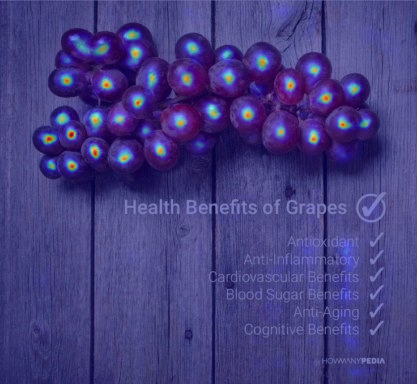 Health Benefits of Grapes
Antioxidant
Anti-Inflammatory
Cardiovascular Benefits
Blood Sugar Benefits
Anti-Aging
Cognitive Benefits
HOWMANYPEDIA